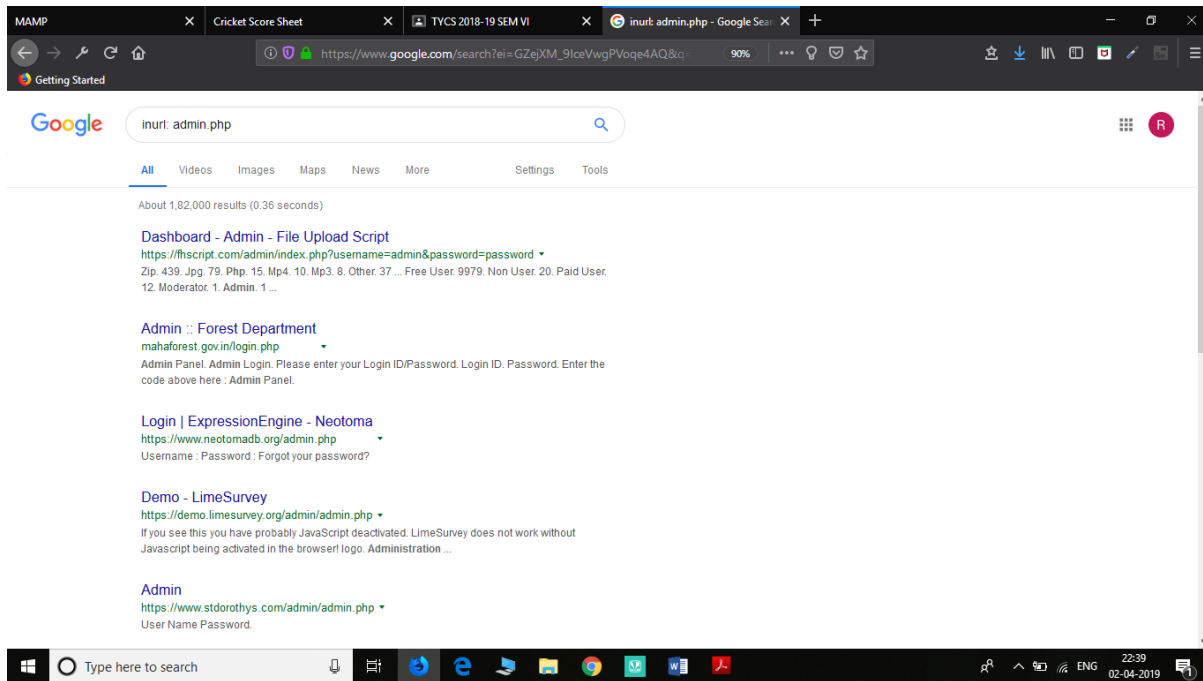 MAMP
Cricket Score Sheet
TYCS 2018-19 SEM VI
inurl: admin.php - Google Sear
https://www.google.com/search?ei=GZejXM_9IceVwgPVoqe4AQ&q=
90%
Getting Started
Google
inurl: admin.php
R
All Videos Images Maps News More Settings Tools
About 1,82,000 results (0.36 seconds)
Dashboard - Admin - File Upload Script
https://fhscript.com/admin/index.php?username=admin&password=password
Zip. 439. Jpg. 79. Php. 15. Mp4. 10. Mp3. 8. Other. 37 ... Free User. 9979. Non User. 20. Paid User.
12. Moderator. 1. Admin. 1 ...
Admin :: Forest Department
mahaforest.gov.in/login.php
Admin Panel. Admin Login. Please enter your Login ID/Password. Login ID. Password. Enter the
code above here : Admin Panel.
Login | ExpressionEngine - Neotoma
https://www.neotomadb.org/admin.php
Username : Password : Forgot your password?
Demo - LimeSurvey
https://demo.limesurvey.org/admin/admin.php
If you see this you have probably JavaScript deactivated. LimeSurvey does not work without
Javascript being activated in the browser! logo. Administration ...
Admin
https://www.stdorothys.com/admin/admin.php
User Name Password.
Type here to search
ENG
22:39
02-04-2019